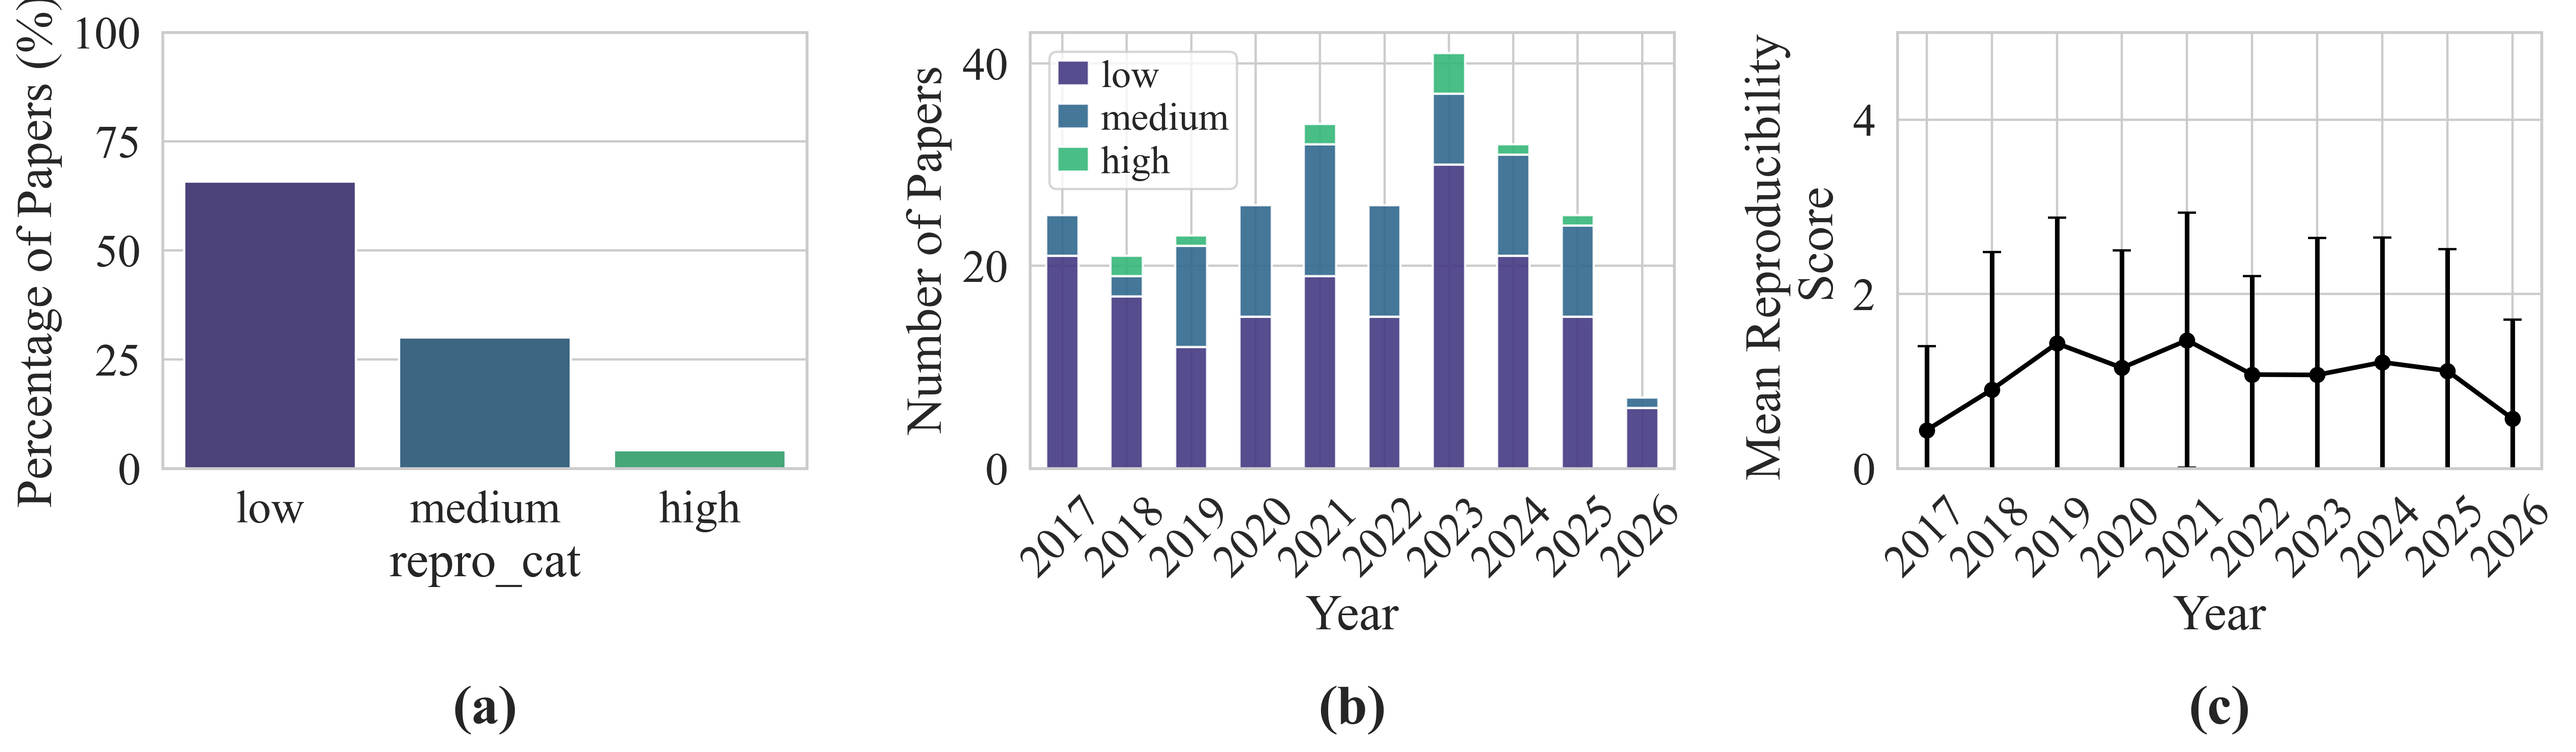 Percentage of Papers (%)
100
75
50
25
0
low
medium
high
repro_cat
(a)
Number of Papers
40
20
0
low
medium
high
2017
2018
2019
2020
2021
2022
2023
2024
2025
2026
Year
(b)
Mean Reproducibility
Score
4
2
0
2017
2018
2019
2020
2021
2022
2023
2024
2025
2026
Year
(c)